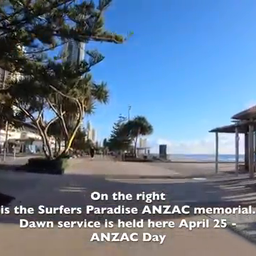 On the right
is the Surfers Paradise ANZAC memorial.
Dawn service is held here April 25 -
ANZAC Day